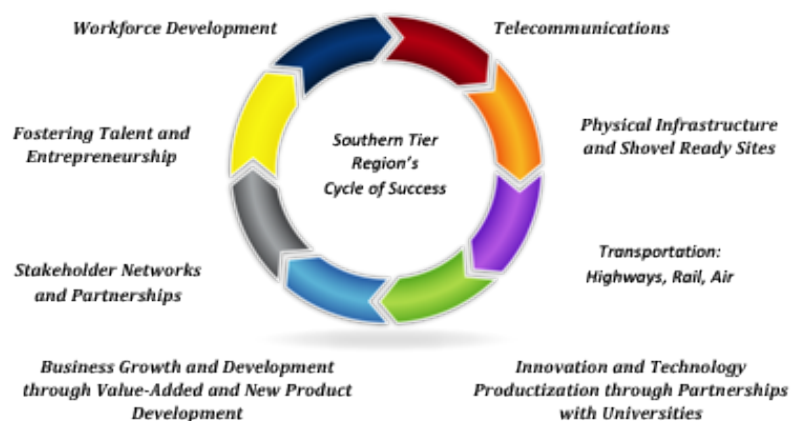 Workforce Development
Telecommunications
Fostering Talent and
Entrepreneurship
Southern Tier
Region's
Cycle of Success
Physical Infrastructure
and Shovel Ready Sites
Stakeholder Networks
and Partnerships
Transportation:
Highways, Rail, Air
Business Growth and Development
through Value-Added and New Product
Development
Innovation and Technology
Productization through Partnerships
with Universities